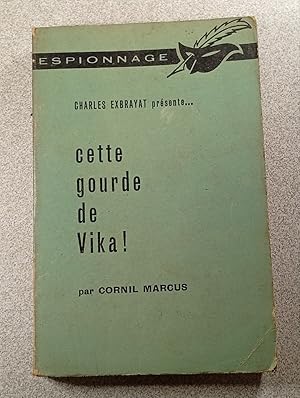 ESPIONNAGE
CHARLES EXBRAYAT présente...
cette
gourde
de
Vika!
par CORNIL MARCUS